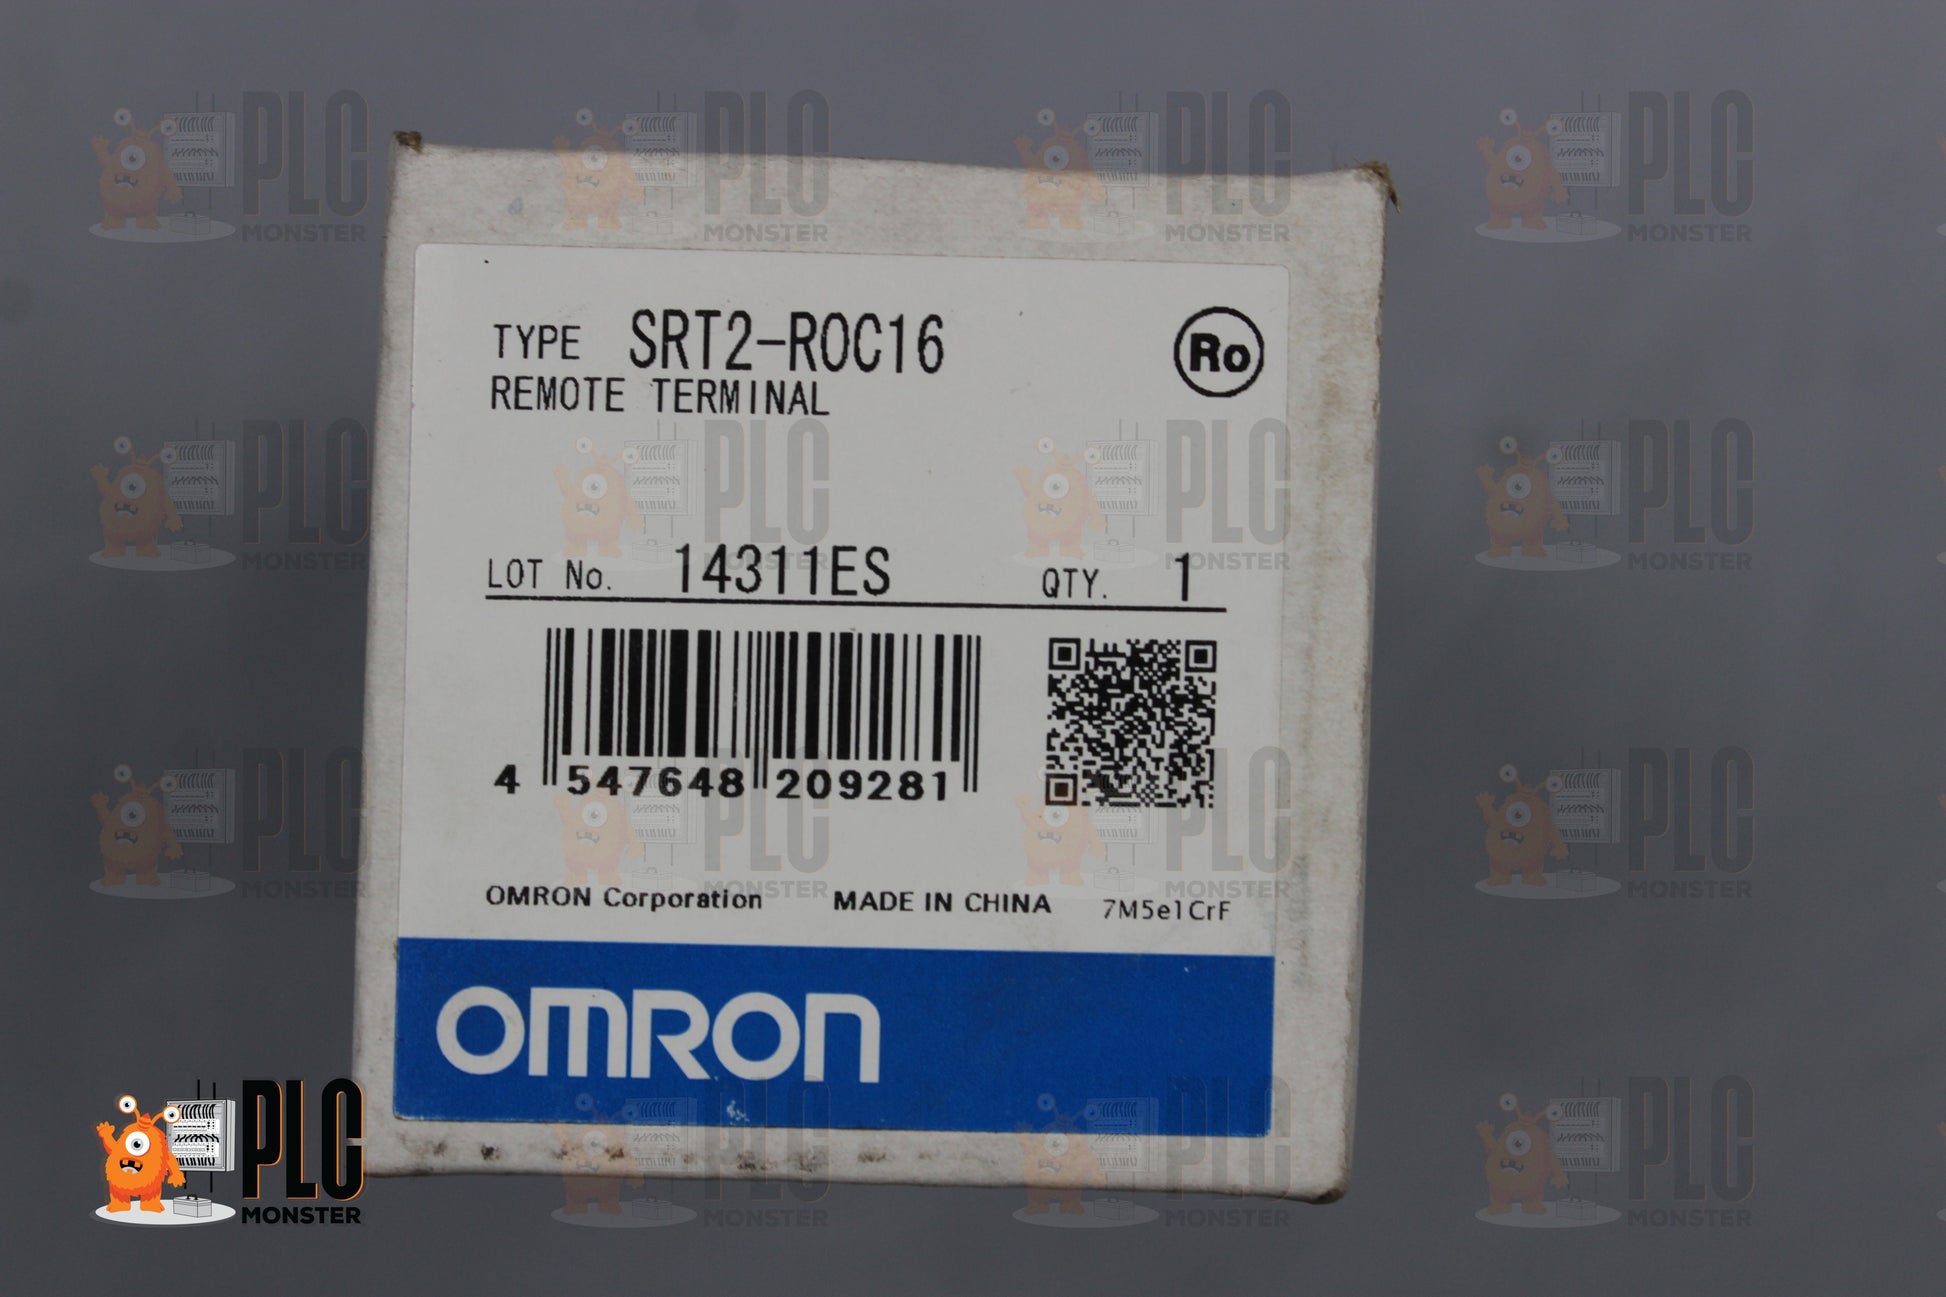 TYPE SRT2-ROC16
Ro
REMOTE TERMINAL
LOT No. 14311ES QTY. 1
4 547648 209281
OMRON Corporation MADE IN CHINA 7M5e1CrF
OMRON
PLC
MONSTER